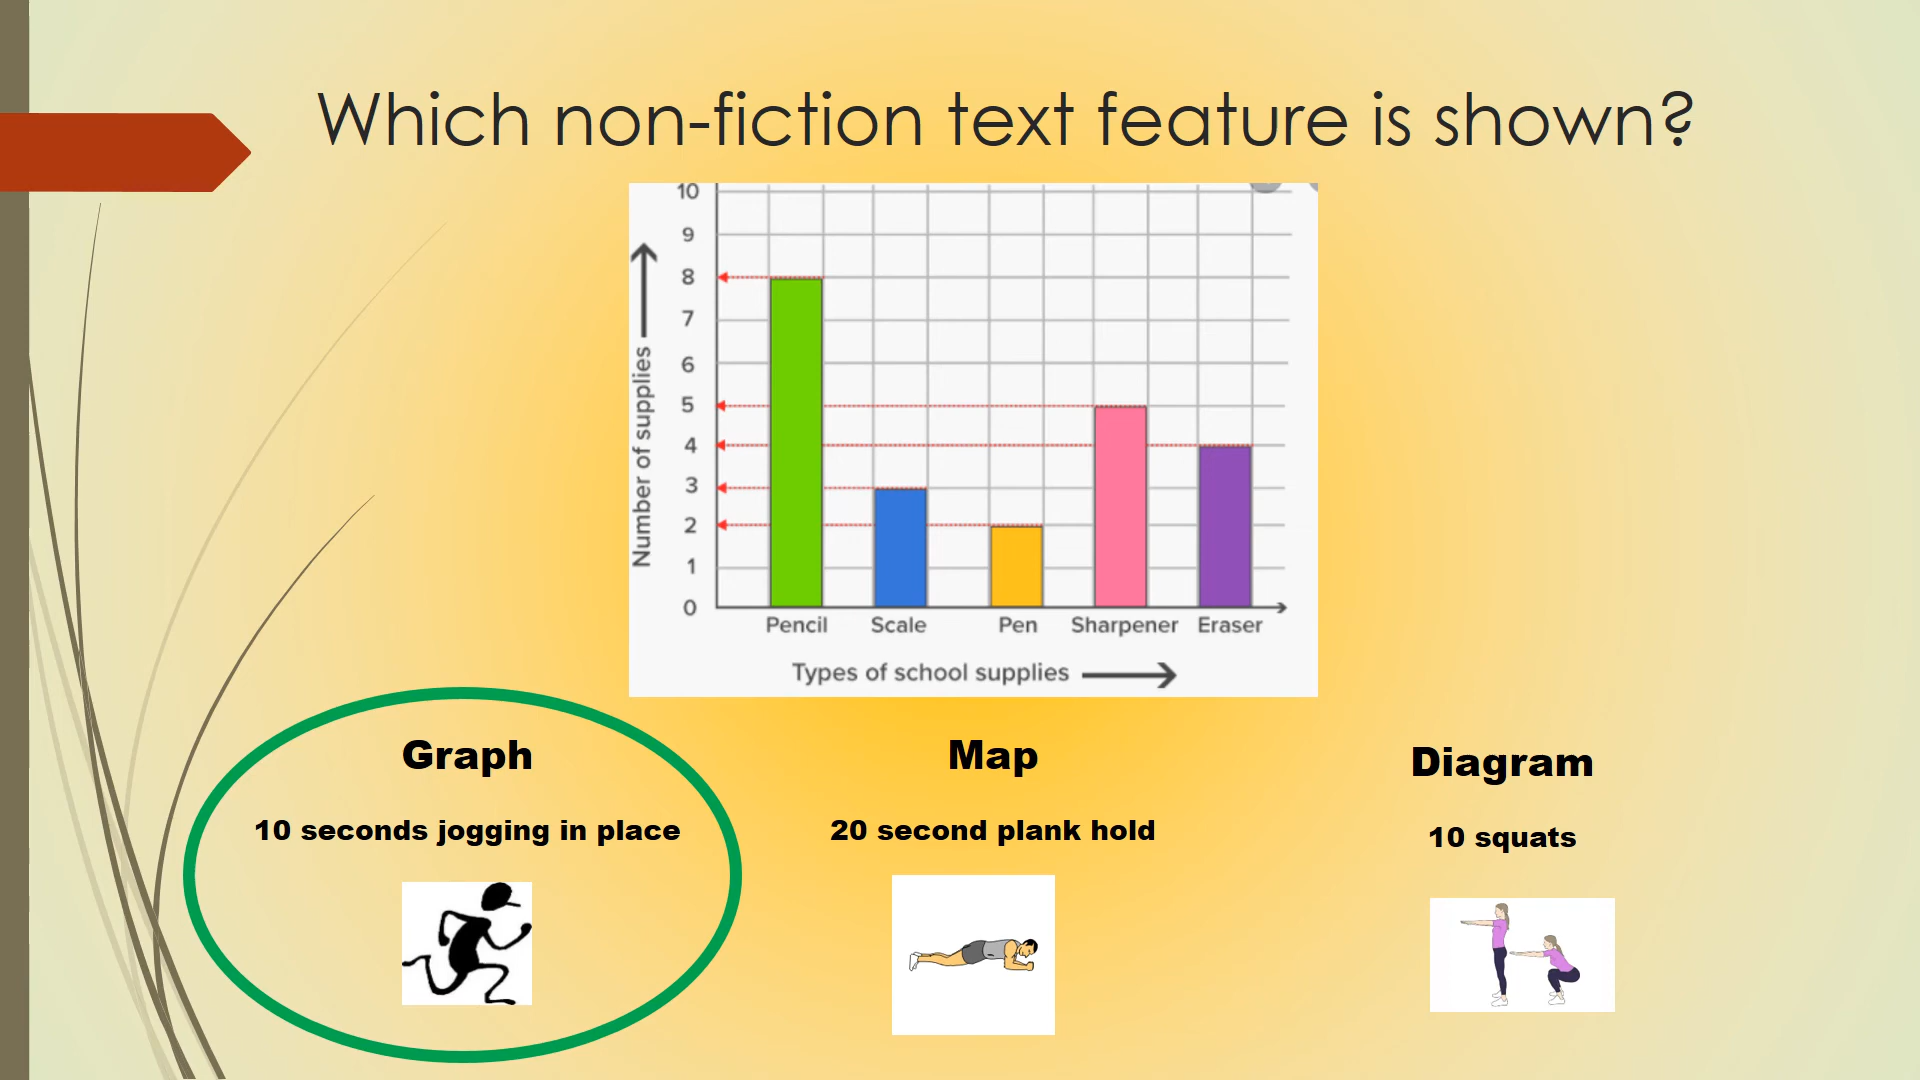 Which non-fiction text feature is shown?
10
9
8
7
6
5
4
3
2
1
0
Number of supplies
Pencil Scale Pen Sharpener Eraser
Types of school supplies
Graph
10 seconds jogging in place
Map
20 second plank hold
Diagram
10 squats